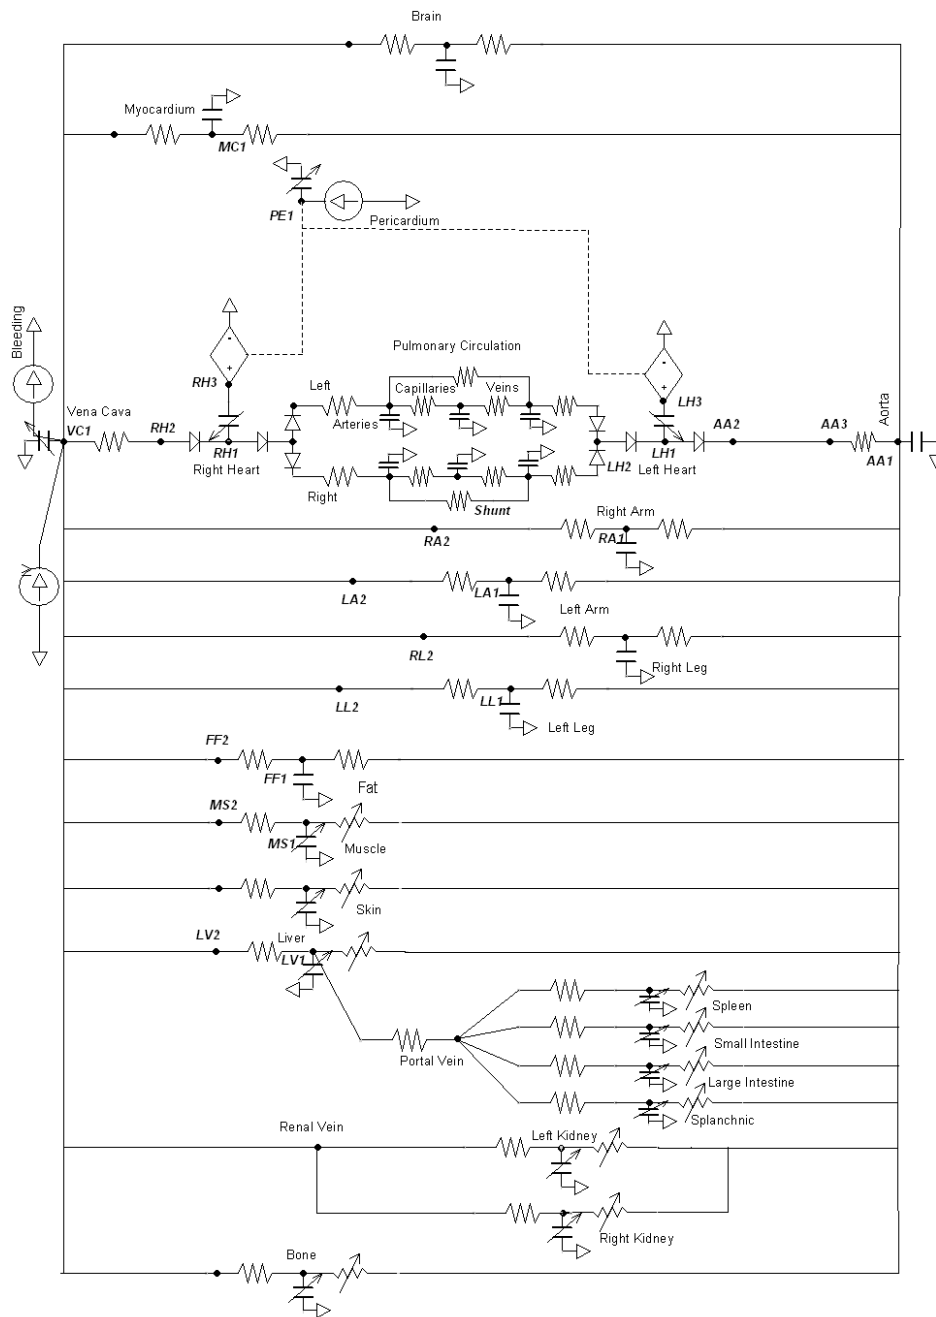 Brain
Myocardium
MC1
PE1
Pericardium
Bleeding
Pulmonary Circulation
RH3
Left
Capillaries
Veins
LH3
Aorta
Vena Cava
Arteries
VC1
RH2
RH1
LH2
LH1
AA2
AA3
AA1
Right Heart
Left Heart
Right
Shunt
Right Arm
RA2
RA1
LA2
LA1
Left Arm
RL2
Right Leg
LL2
LL1
Left Leg
FF2
FF1
Fat
MS2
MS1
Muscle
Skin
LV2
Liver
LV1
Spleen
Small Intestine
Portal Vein
Large Intestine
Splanchnic
Renal Vein
Left Kidney
Right Kidney
Bone